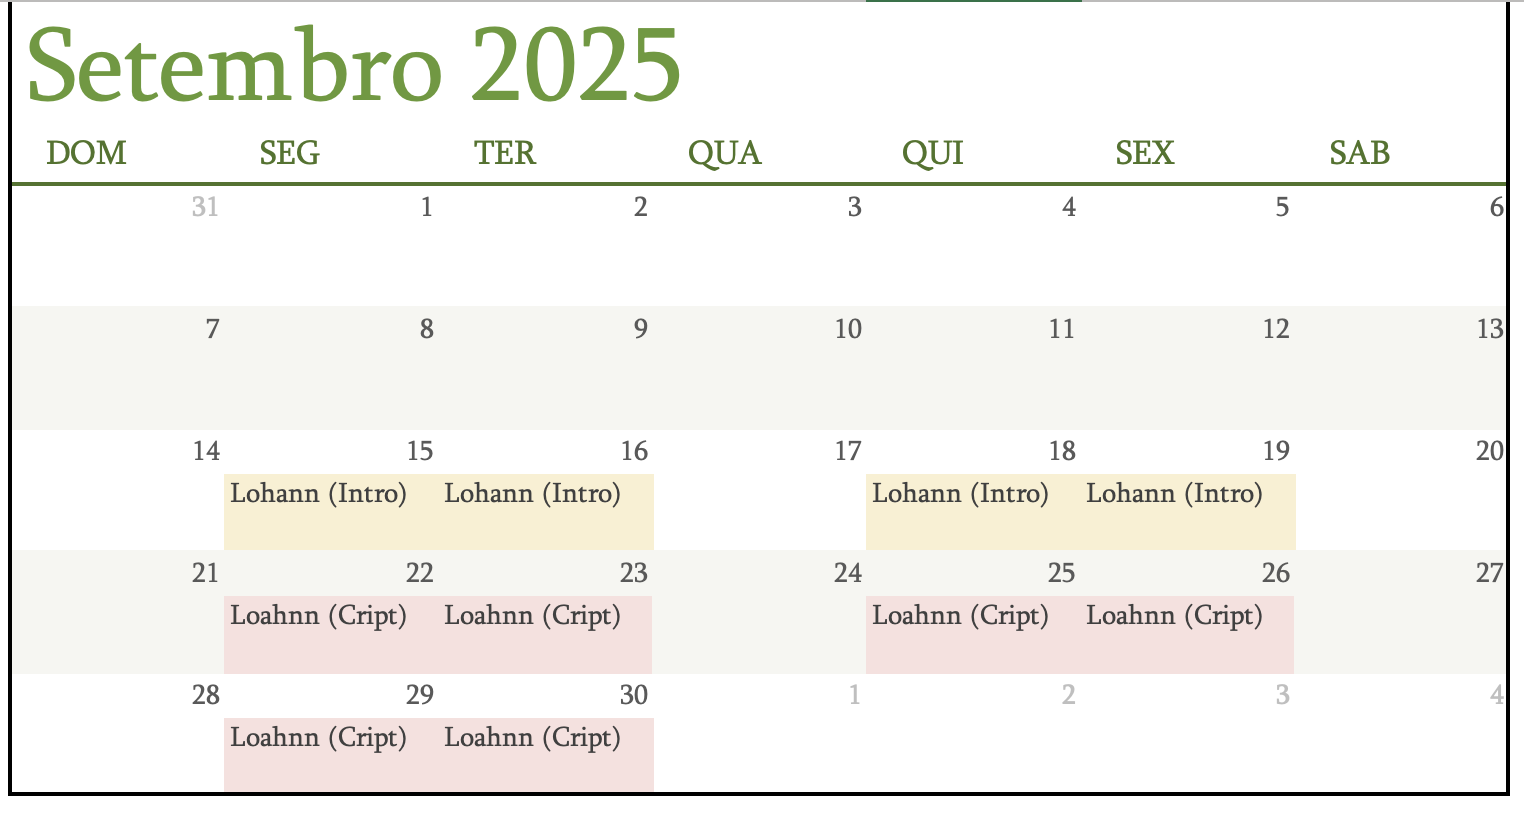 Setembro 2025
DOM SEG TER QUA QUI SEX SAB
31 1 2 3 4 5 6
7 8 9 10 11 12 13
14 15 16 17 18 19 20
Lohann (Intro) Lohann (Intro) Lohann (Intro) Lohann (Intro)
21 22 23 24 25 26 27
Loahnn (Cript) Loahnn (Cript) Loahnn (Cript) Loahnn (Cript)
28 29 30 1 2 3 4
Loahnn (Cript) Loahnn (Cript)